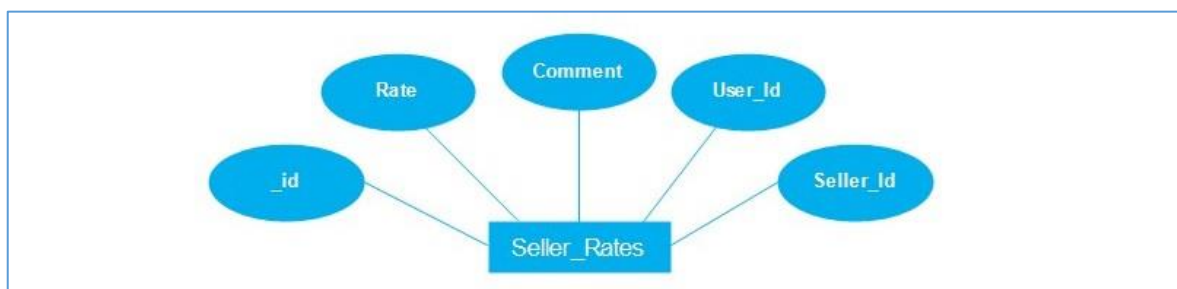 Comment
Rate
User_Id
_id
Seller_Id
Seller_Rates